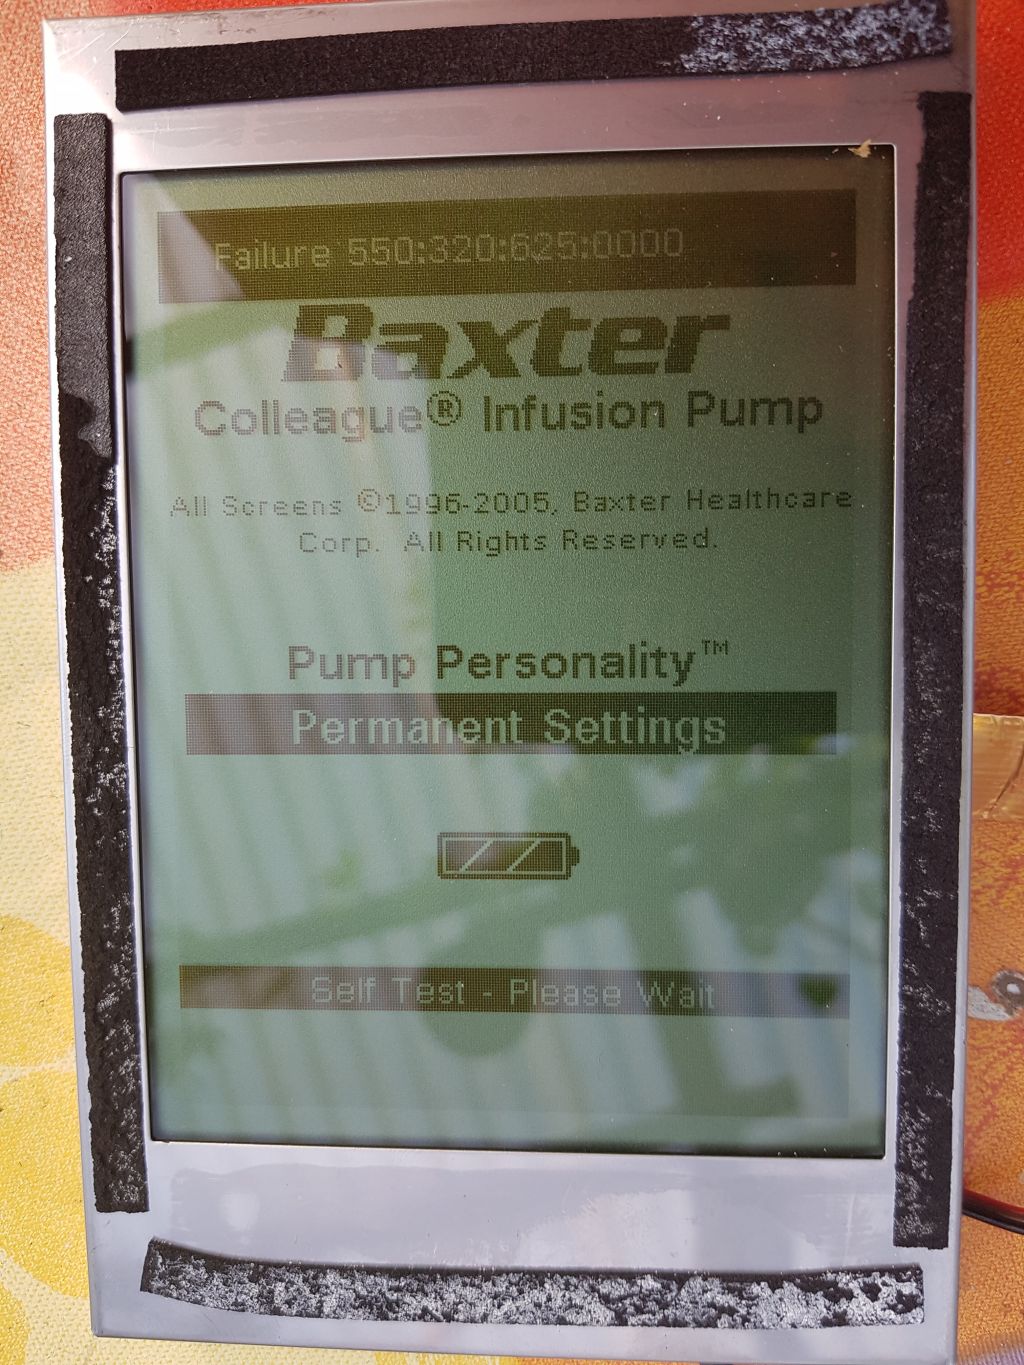 Failure 550:320:625:0000
Baxter
Colleague® Infusion Pump
All Screens ©1996-2005, Baxter Healthcare
Corp. All Rights Reserved.
Pump Personality™
Permanent Settings
Self Test - Please Wait